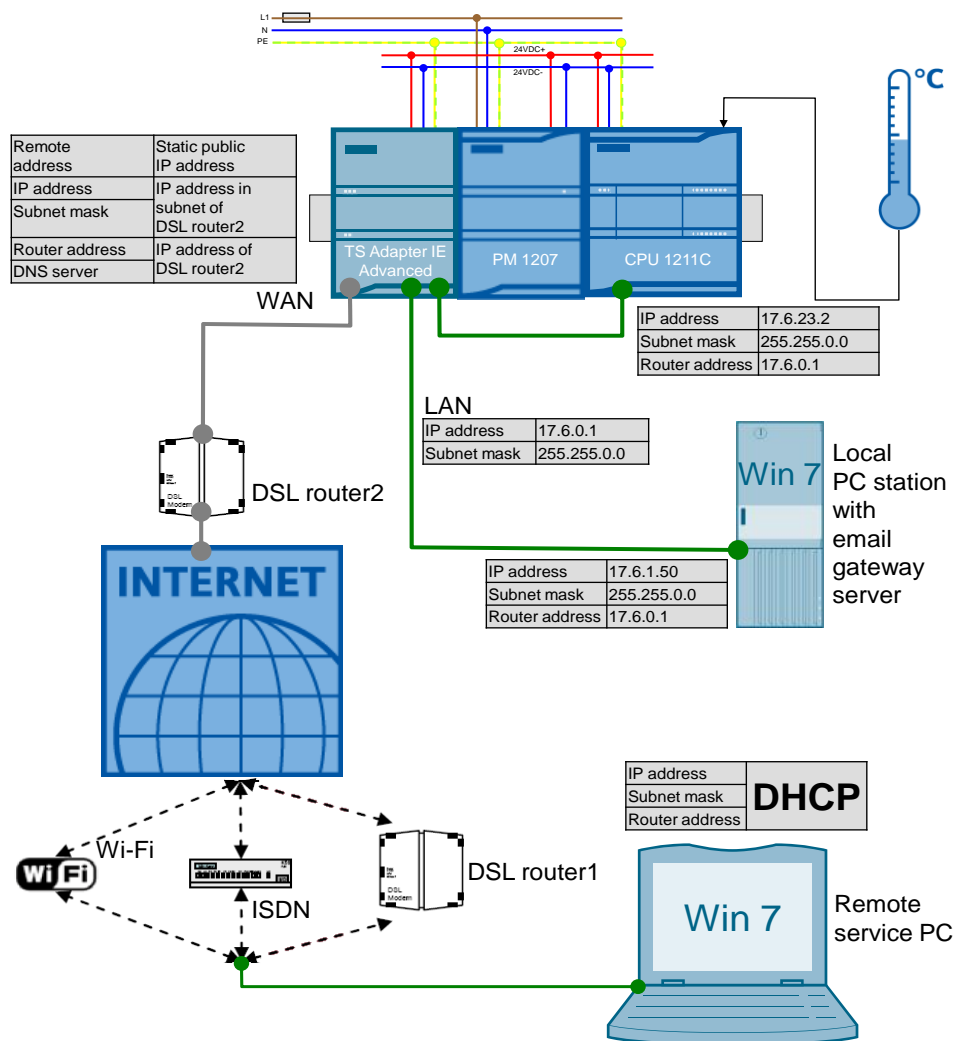 L1
N
PE
24VDC+
24VDC-
°C
Remote address
Static public IP address
IP address
Subnet mask
IP address in subnet of DSL router2
Router address
DNS server
IP address of DSL router2
TS Adapter IE
Advanced
PM 1207
CPU 1211C
WAN
IP address 17.6.23.2
Subnet mask 255.255.0.0
Router address 17.6.0.1
LAN
IP address 17.6.0.1
Subnet mask 255.255.0.0
DSL
Modem
DSL router2
Win 7
Local
PC station
with
email
gateway
server
INTERNET
IP address 17.6.1.50
Subnet mask 255.255.0.0
Router address 17.6.0.1
IP address
Subnet mask
Router address
DHCP
Wi-Fi
Wi Fi
ISDN
DSL
Modem
DSL router1
Win 7
Remote
service PC